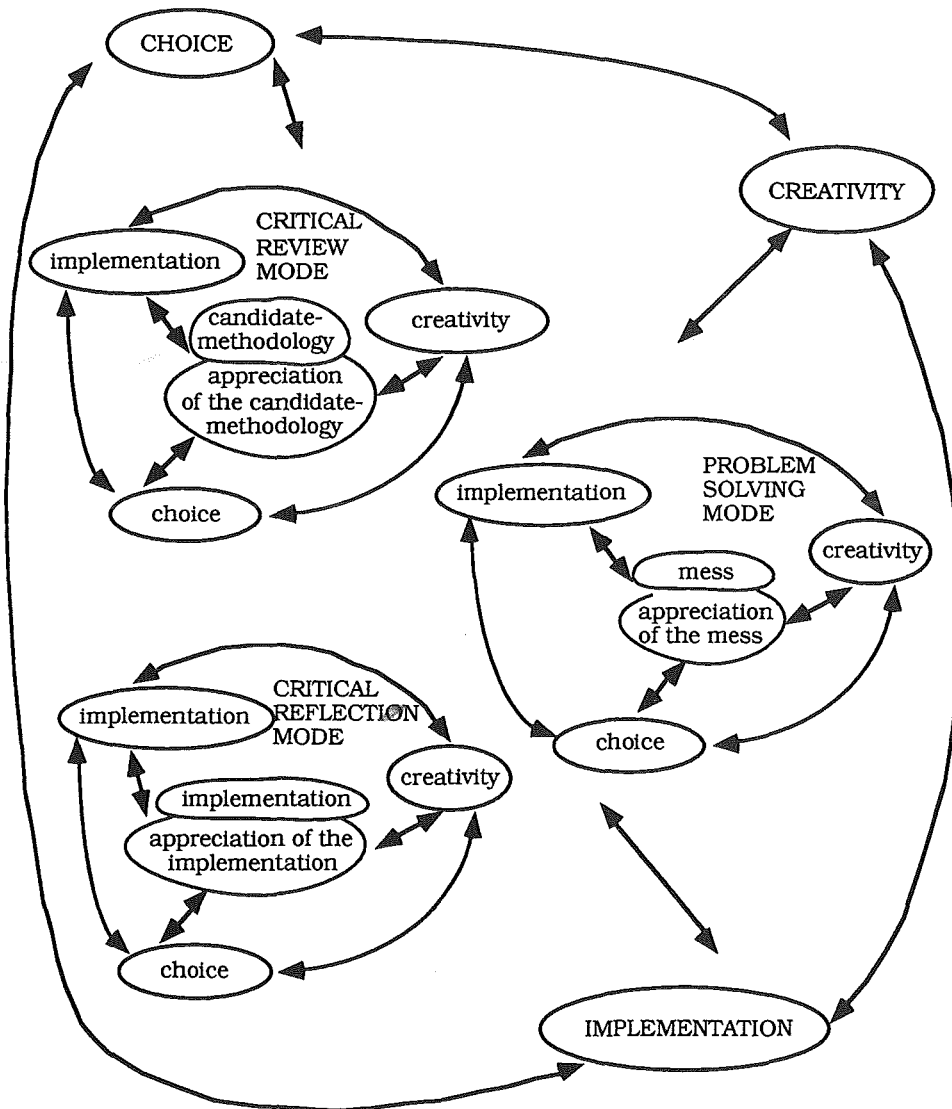 CHOICE
CREATIVITY
CRITICAL
REVIEW
MODE
implementation
candidate-
methodology
creativity
appreciation
of the candidate-
methodology
choice
PROBLEM
SOLVING
MODE
implementation
creativity
mess
appreciation
of the mess
choice
CRITICAL
REFLECTION
MODE
implementation
creativity
implementation
appreciation of the
implementation
choice
IMPLEMENTATION